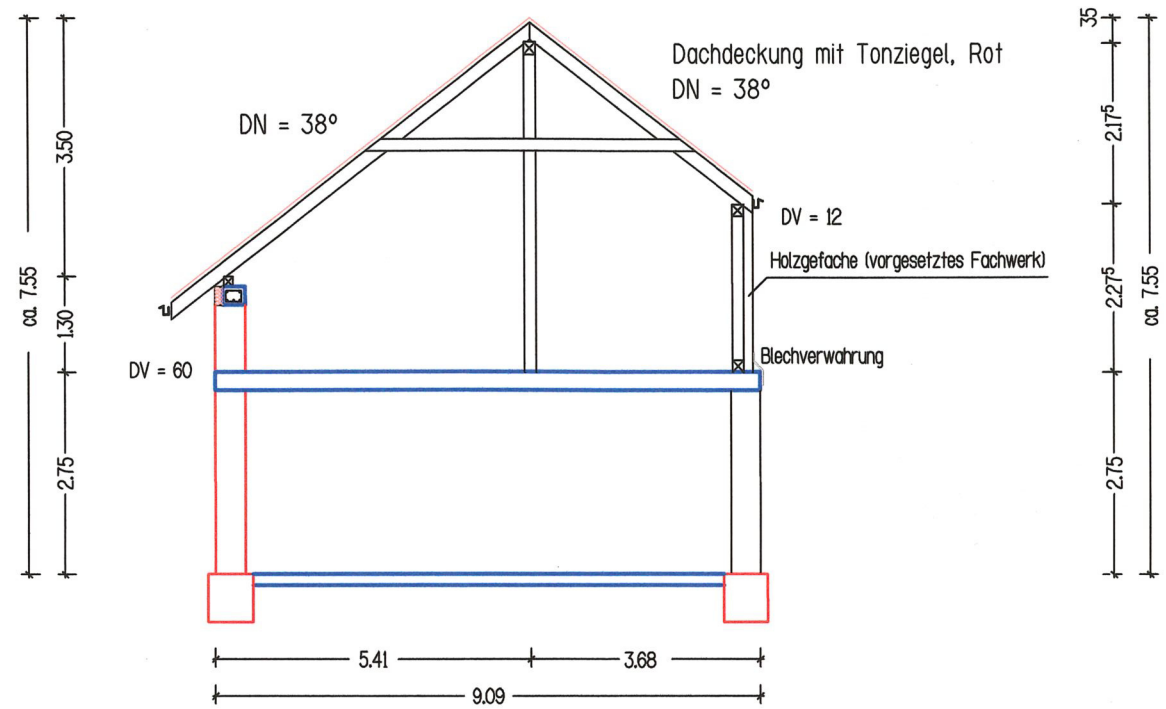 35
Dachdeckung mit Tonziegel, Rot
DN = 38°
DN = 38°
3.50
2.17⁵
DV = 12
Holzgefache (vorgesetztes Fachwerk)
ca. 7.55
1.30
2.27⁵
ca. 7.55
Blechverwahrung
DV = 60
2.75
2.75
5.41
3.68
9.09